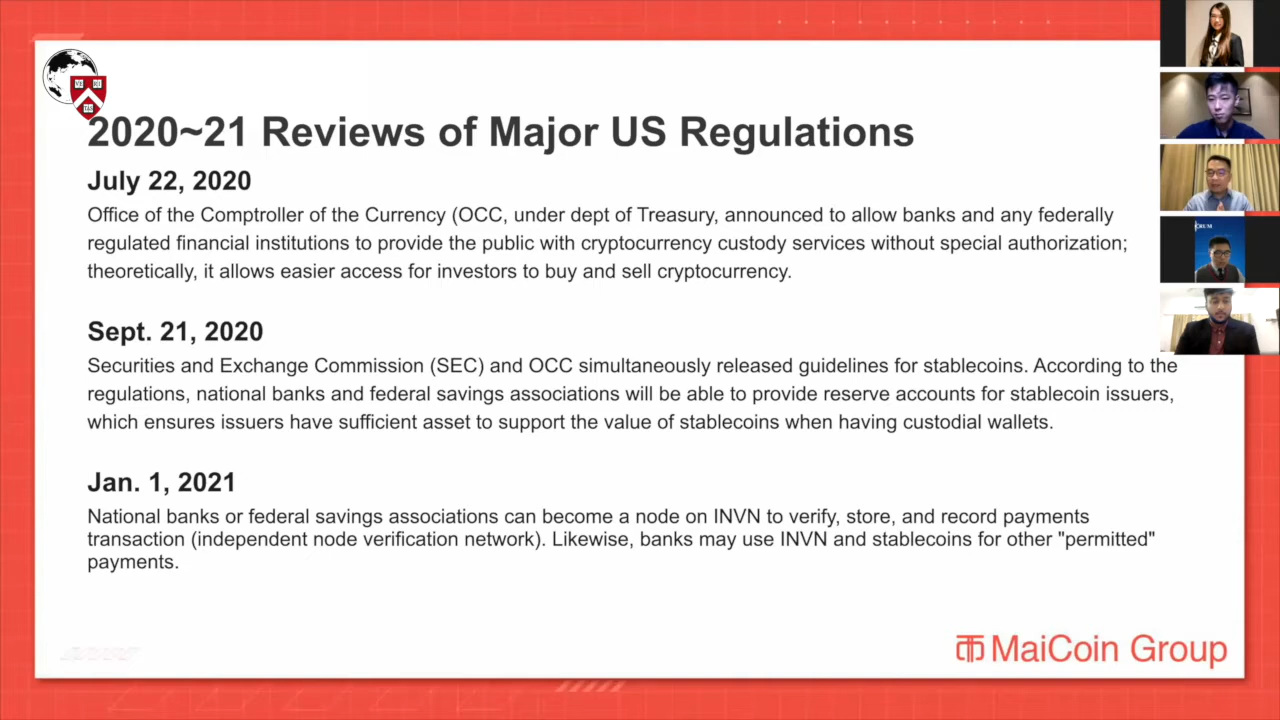 2020~21 Reviews of Major US Regulations
July 22, 2020
Office of the Comptroller of the Currency (OCC, under dept of Treasury, announced to allow banks and any federally
regulated financial institutions to provide the public with cryptocurrency custody services without special authorization;
theoretically, it allows easier access for investors to buy and sell cryptocurrency.
Sept. 21, 2020
Securities and Exchange Commission (SEC) and OCC simultaneously released guidelines for stablecoins. According to the
regulations, national banks and federal savings associations will be able to provide reserve accounts for stablecoin issuers,
which ensures issuers have sufficient asset to support the value of stablecoins when having custodial wallets.
Jan. 1, 2021
National banks or federal savings associations can become a node on INVN to verify, store, and record payments
transaction (independent node verification network). Likewise, banks may use INVN and stablecoins for other "permitted"
payments.
MaiCoin Group
VE RI
TAS